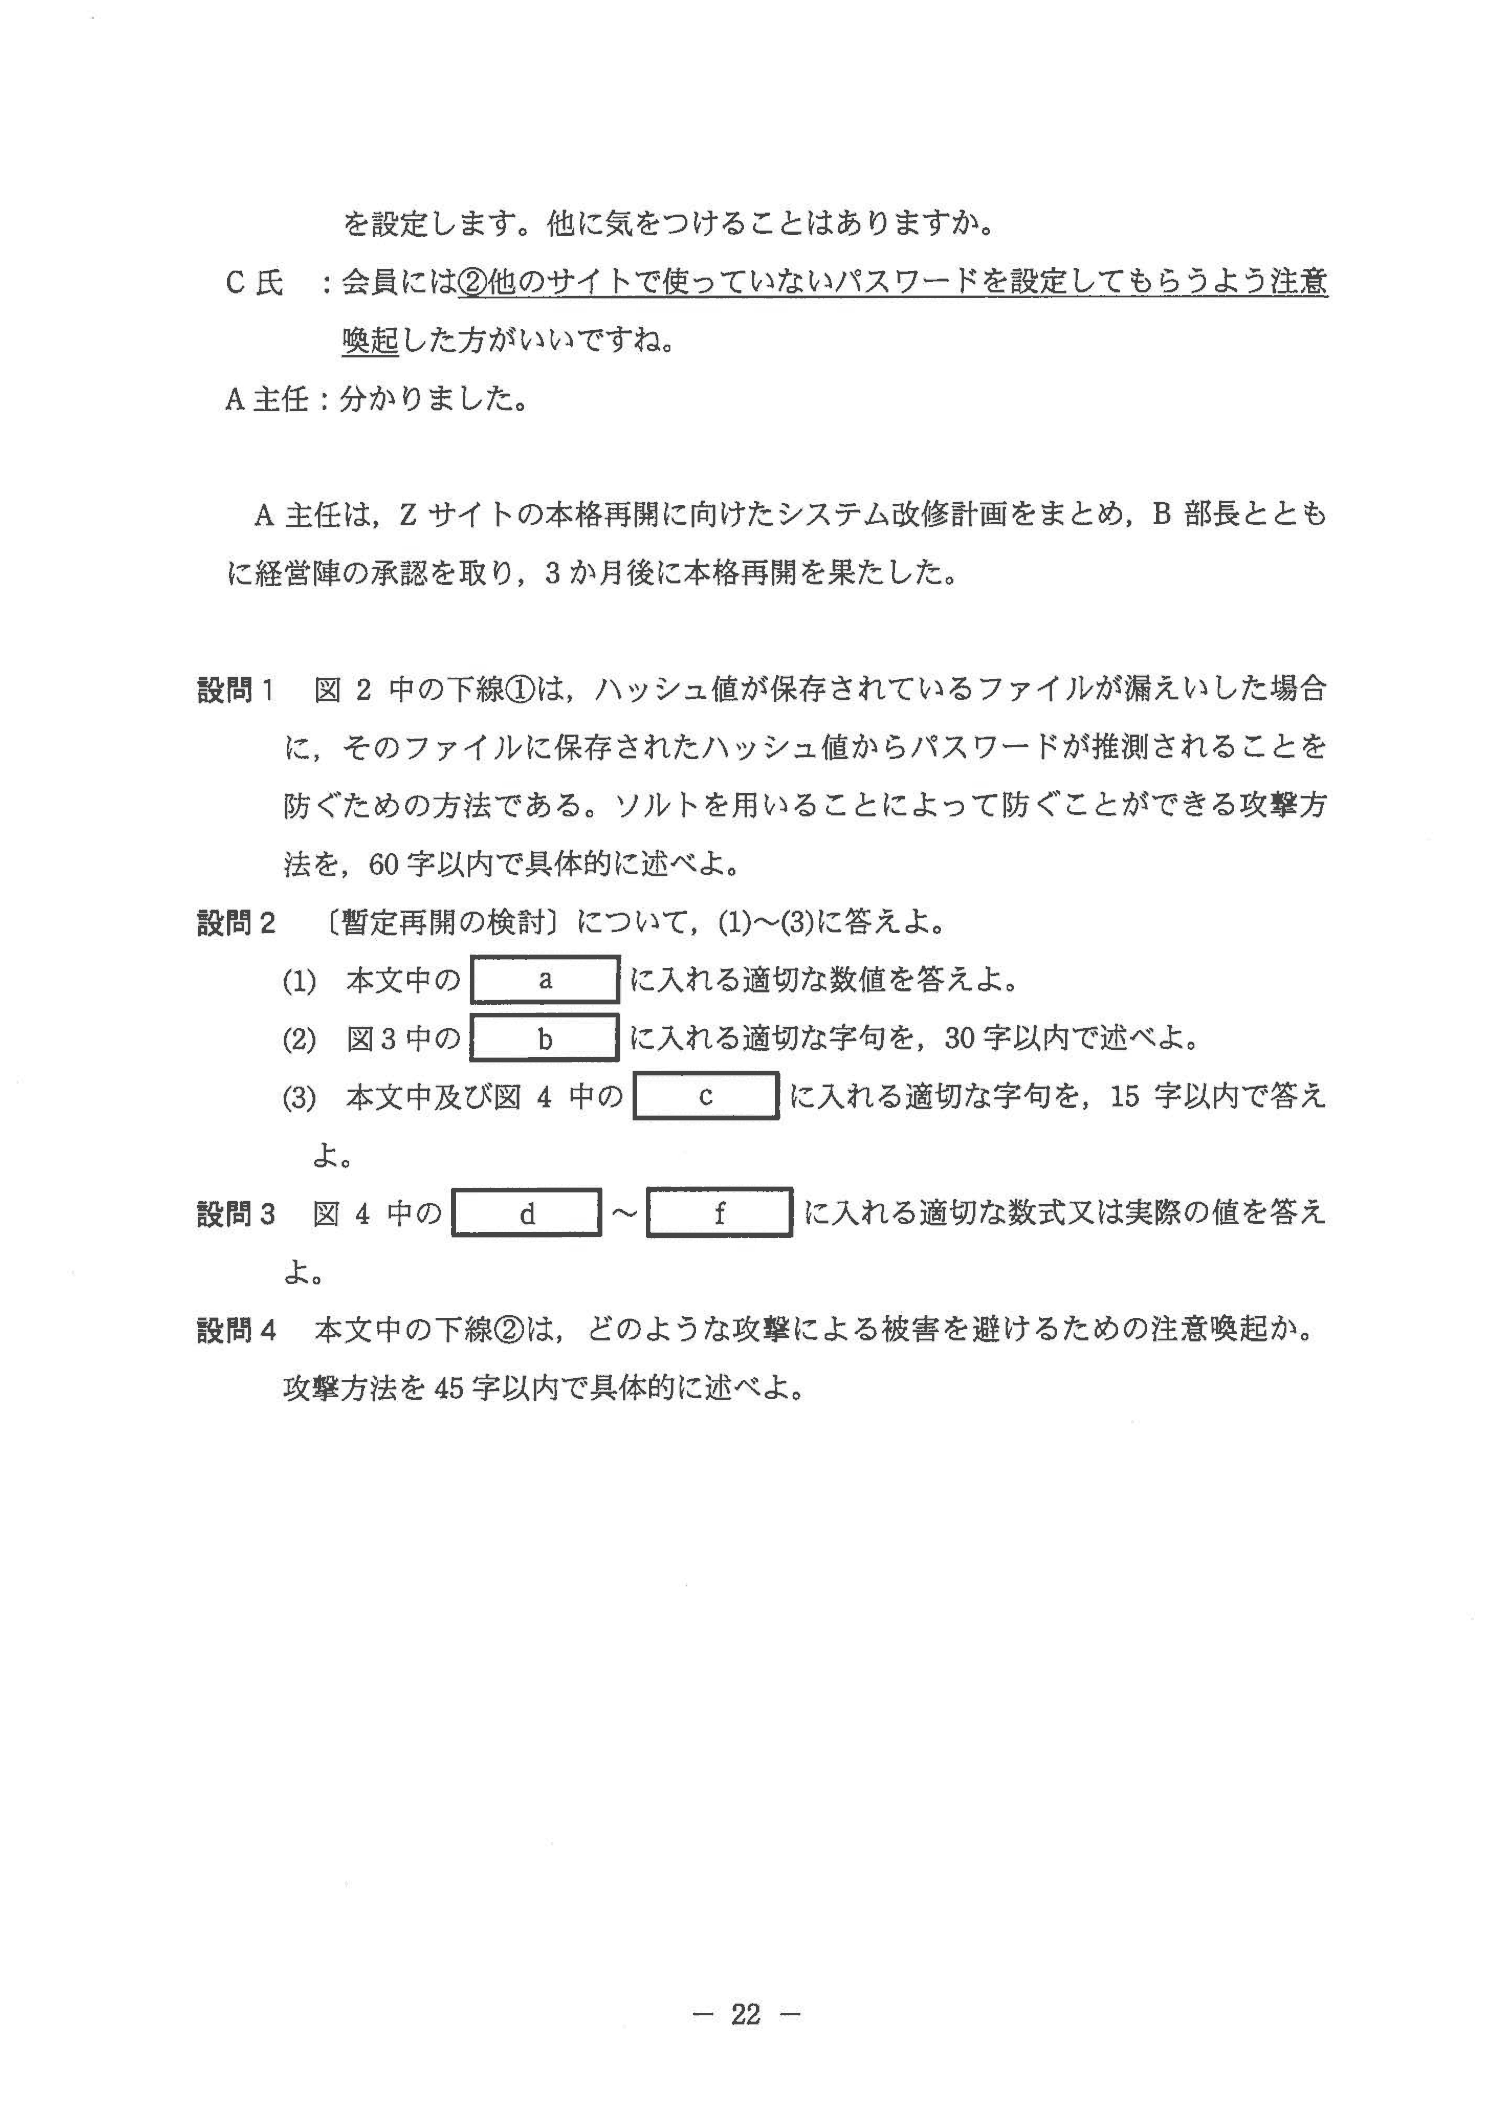 を設定します。他に気をつけることはありますか。
C 氏　：会員には②他のサイトで使っていないパスワードを設定してもらうよう注意
喚起した方がいいですね。
A 主任：分かりました。
A 主任は，Z サイトの本格再開に向けたシステム改修計画をまとめ，B 部長ととも
に経営陣の承認を取り，3 か月後に本格再開を果たした。
設問1　図 2 中の下線①は，ハッシュ値が保存されているファイルが漏えいした場合
に，そのファイルに保存されたハッシュ値からパスワードが推測されることを
防ぐための方法である。ソルトを用いることによって防ぐことができる攻撃方
法を，60 字以内で具体的に述べよ。
設問2　〔暫定再開の検討〕について，(1)～(3)に答えよ。
(1)　本文中の a に入れる適切な数値を答えよ。
(2)　図 3 中の b に入れる適切な字句を，30 字以内で述べよ。
(3)　本文中及び図 4 中の c に入れる適切な字句を，15 字以内で答え
よ。
設問3　図 4 中の d ～ f に入れる適切な数式又は実際の値を答え
よ。
設問4　本文中の下線②は，どのような攻撃による被害を避けるための注意喚起か。
攻撃方法を 45 字以内で具体的に述べよ。
－ 22 －